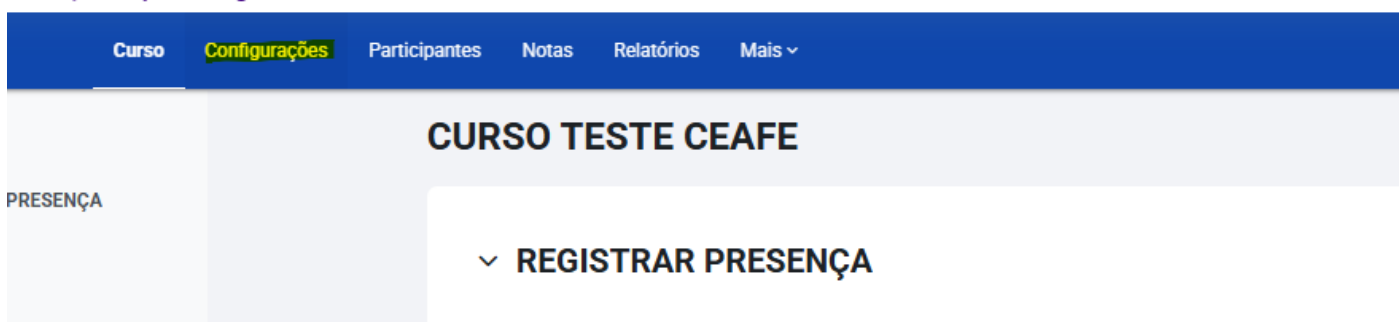 Curso Configurações Participantes Notas Relatórios Mais
CURSO TESTE CEAFE
PRESENÇA
REGISTRAR PRESENÇA